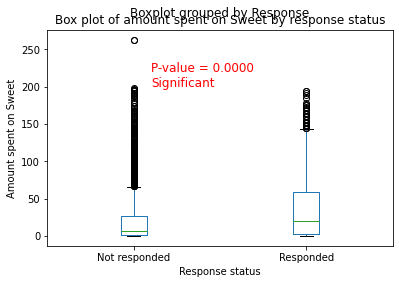 Boxplot grouped by Response
Box plot of amount spent on Sweet by response status
250
200
150
100
50
0
Amount spent on Sweet
P-value = 0.0000
Significant
Not responded
Responded
Response status